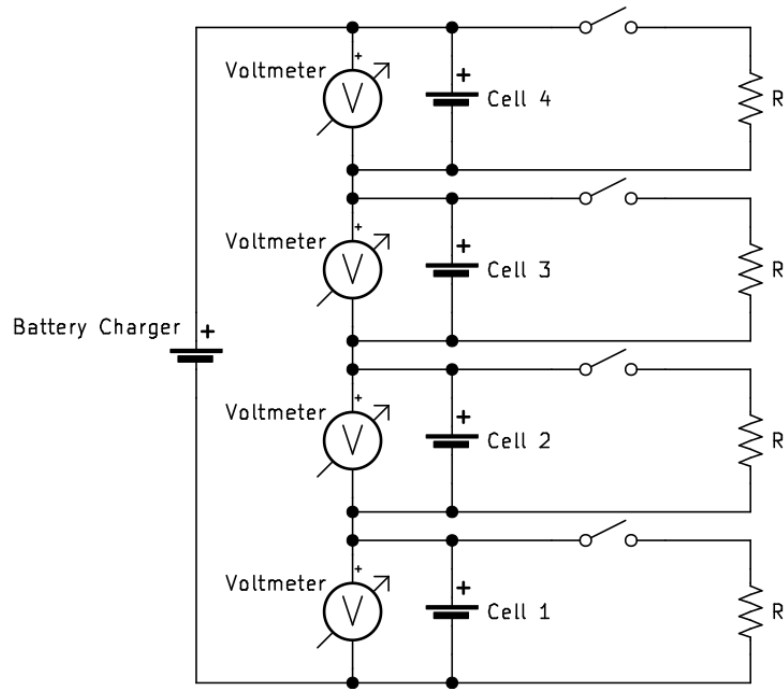 Voltmeter
+
V
+
Cell 4
R
Voltmeter
+
V
+
Cell 3
R
Battery Charger
+
Voltmeter
+
V
+
Cell 2
R
Voltmeter
+
V
+
Cell 1
R